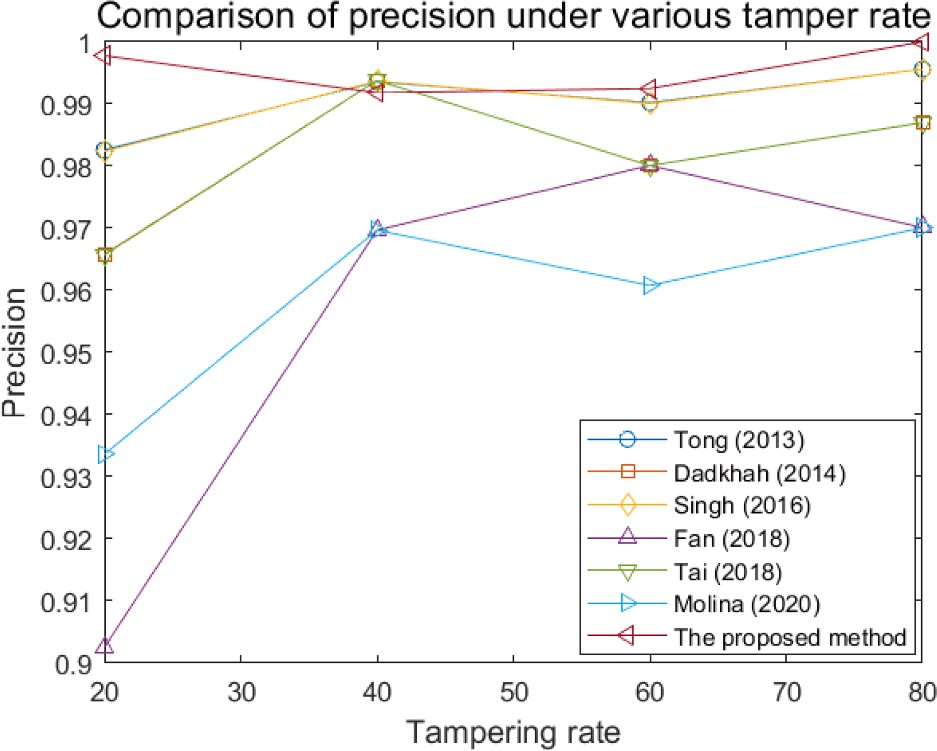 Comparison of precision under various tamper rate
1
0.99
0.98
0.97
0.96
0.95
0.94
0.93
0.92
0.91
0.9
Precision
20 30 40 50 60 70 80
Tampering rate
Tong (2013)
Dadkhah (2014)
Singh (2016)
Fan (2018)
Tai (2018)
Molina (2020)
The proposed method